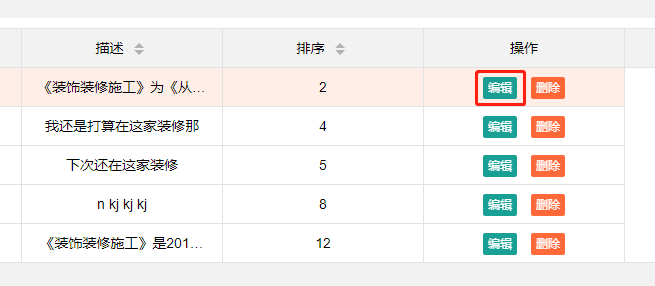 描述 排序 操作
《装饰装修施工》为《从... 2 编辑 删除
我还是打算在这家装修那 4 编辑 删除
下次还在这家装修 5 编辑 删除
n kj kj kj 8 编辑 删除
《装饰装修施工》是201... 12 编辑 删除